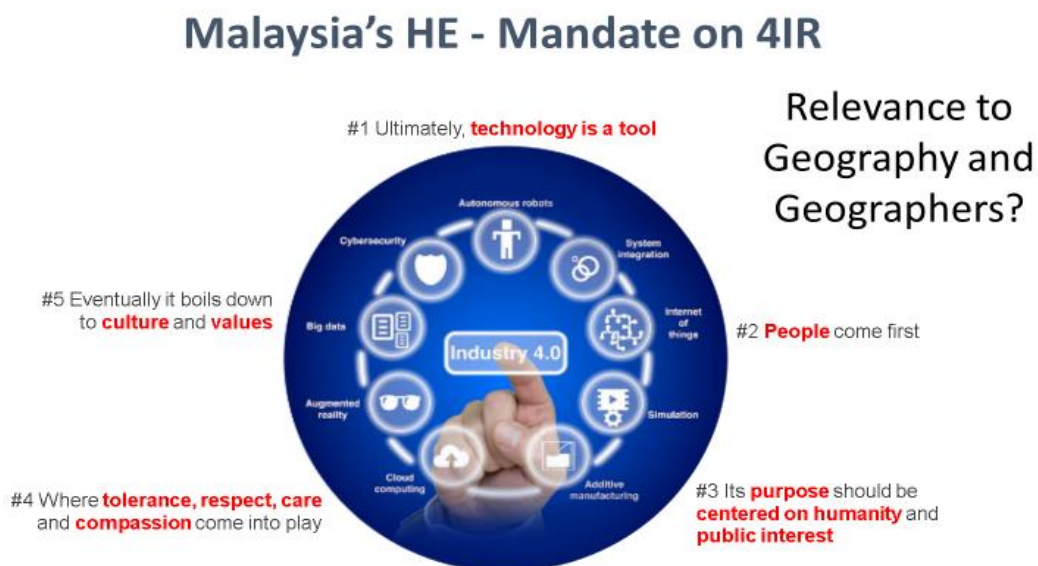 Malaysia's HE - Mandate on 4IR
Relevance to
Geography and
Geographers?
#1 Ultimately, technology is a tool
Autonomous robots
System
integration
Internet
of
things
Simulation
Additive
manufacturing
Cloud
computing
Augmented
reality
Big data
Cybersecurity
Industry 4.0
#2 People come first
#3 Its purpose should be
centered on humanity and
public interest
#4 Where tolerance, respect, care
and compassion come into play
#5 Eventually it boils down
to culture and values